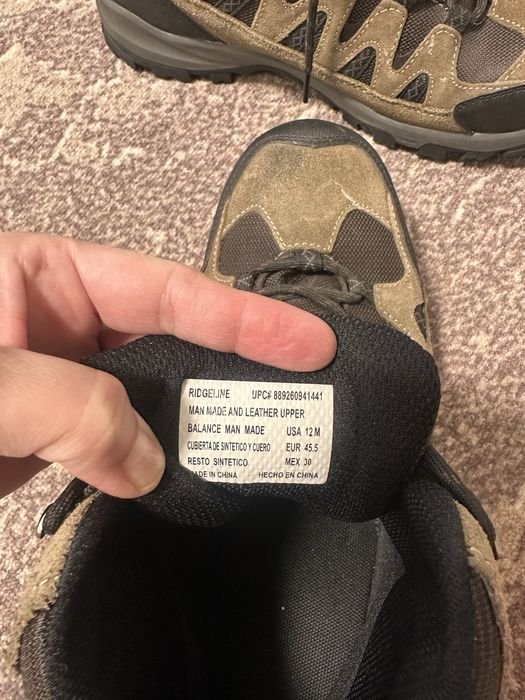 RIDGELINE UPC# 889260941441
MAN MADE AND LEATHER UPPER
BALANCE MAN MADE USA 12 M
CUBIERTA DE SINTETICO Y CUERO EUR 45.5
RESTO SINTETICO MEX 30
MADE IN CHINA HECHO EN CHINA